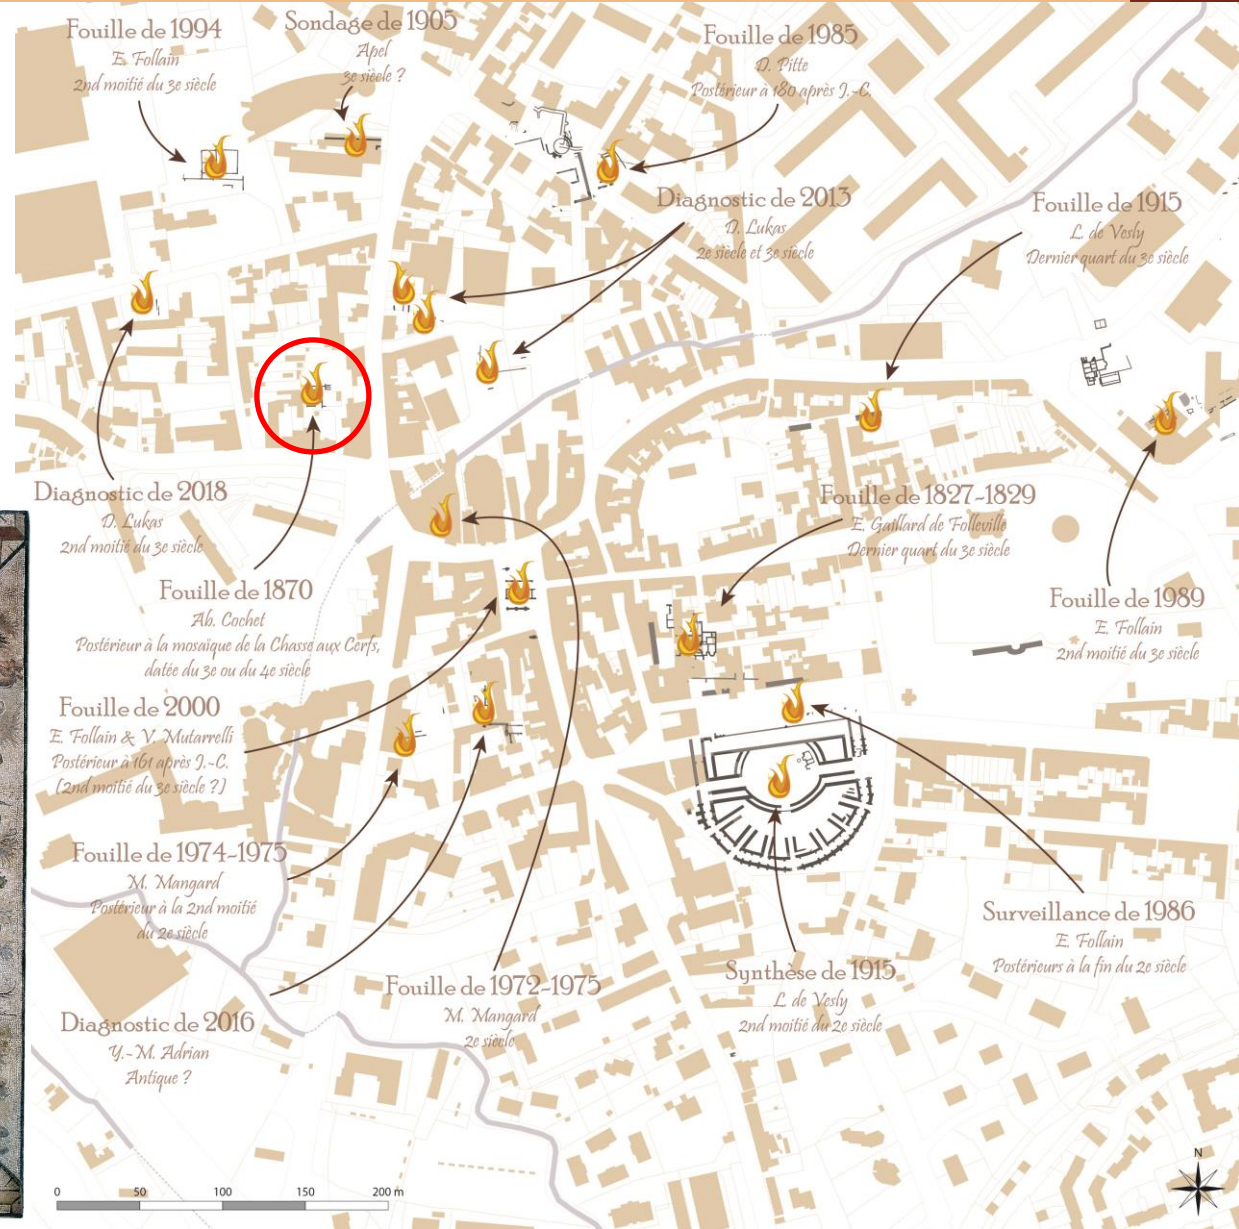 Fouille de 1994
E. Follain
2nd moitié du 3e siècle
Sondage de 1905
Apel
3e siècle ?
Fouille de 1985
D. Pitte
Postérieur à 180 après J.-C.
Diagnostic de 2013
D. Lukas
2e siècle et 3e siècle
Fouille de 1915
L. de Vesly
Dernier quart du 3e siècle
Diagnostic de 2018
D. Lukas
2nd moitié du 3e siècle
Fouille de 1827-1829
E. Gaillard de Folleville
Dernier quart du 3e siècle
Fouille de 1870
Ab. Cochet
Postérieur à la mosaïque de la Chasse aux Cerfs,
datée du 3e ou du 4e siècle
Fouille de 1989
E. Follain
2nd moitié du 3e siècle
Fouille de 2000
E. Follain & V. Mutarrelli
Postérieur à 161 après J.-C.
(2nd moitié du 3e siècle ?)
Fouille de 1974-1975
M. Mangard
Postérieur à la 2nd moitié
du 2e siècle
Surveillance de 1986
E. Follain
Postérieurs à la fin du 2e siècle
Synthèse de 1915
L. de Vesly
2nd moitié du 2e siècle
Fouille de 1972-1975
M. Mangard
2e siècle
Diagnostic de 2016
Y.-M. Adrian
Antique ?
0 50 100 150 200 m
N